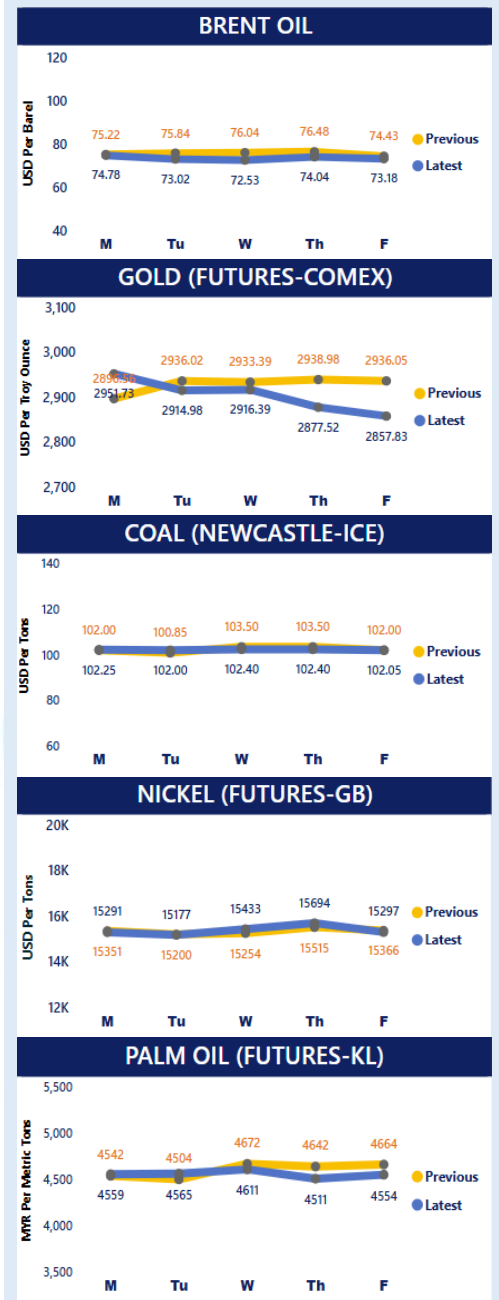 BRENT OIL
USD Per Barel
120
100
80
60
40
75.22 75.84 76.04 76.48 74.43
74.78 73.02 72.53 74.04 73.18
M Tu W Th F
Previous
Latest
GOLD (FUTURES-COMEX)
USD Per Troy Ounce
3,100
3,000
2,900
2,800
2,700
2936.02 2933.39 2938.98 2936.05
2951.73 2914.98 2916.39 2877.52 2857.83
M Tu W Th F
Previous
Latest
COAL (NEWCASTLE-ICE)
USD Per Tons
140
120
100
80
60
102.00 100.85 103.50 103.50 102.00
102.25 102.00 102.40 102.40 102.05
M Tu W Th F
Previous
Latest
NICKEL (FUTURES-GB)
USD Per Tons
20K
18K
16K
14K
12K
15291 15177 15433 15694 15297
15351 15200 15254 15515 15366
M Tu W Th F
Previous
Latest
PALM OIL (FUTURES-KL)
MYR Per Metric Tons
5,500
5,000
4,500
4,000
3,500
4542 4504 4672 4642 4664
4559 4565 4611 4511 4554
M Tu W Th F
Previous
Latest